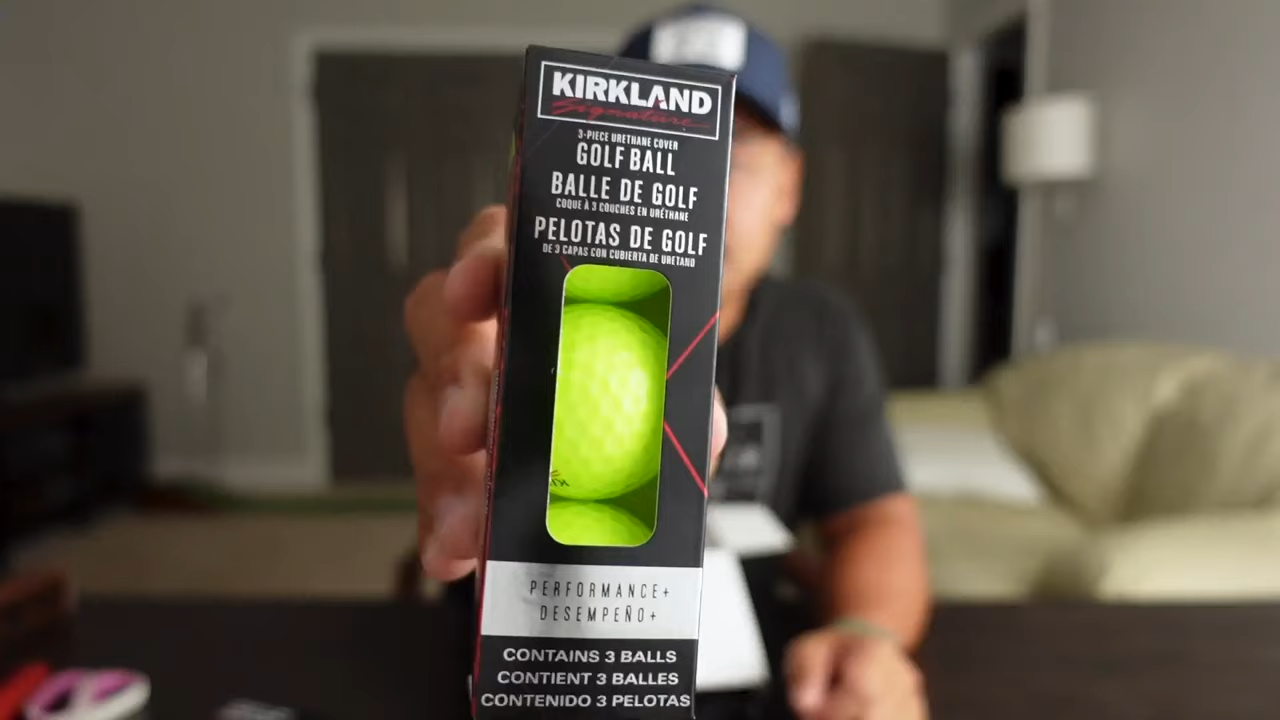 KIRKLAND
Signature
3-PIECE URETHANE COVER
GOLF BALL
BALLE DE GOLF
COQUE À 3 COUCHES EN URÉTHANE
PELOTAS DE GOLF
DE 3 CAPAS CON CUBIERTA DE URETANO
PERFORMANCE+
DESEMPEÑO+
CONTAINS 3 BALLS
CONTIENT 3 BALLES
CONTENIDO 3 PELOTAS